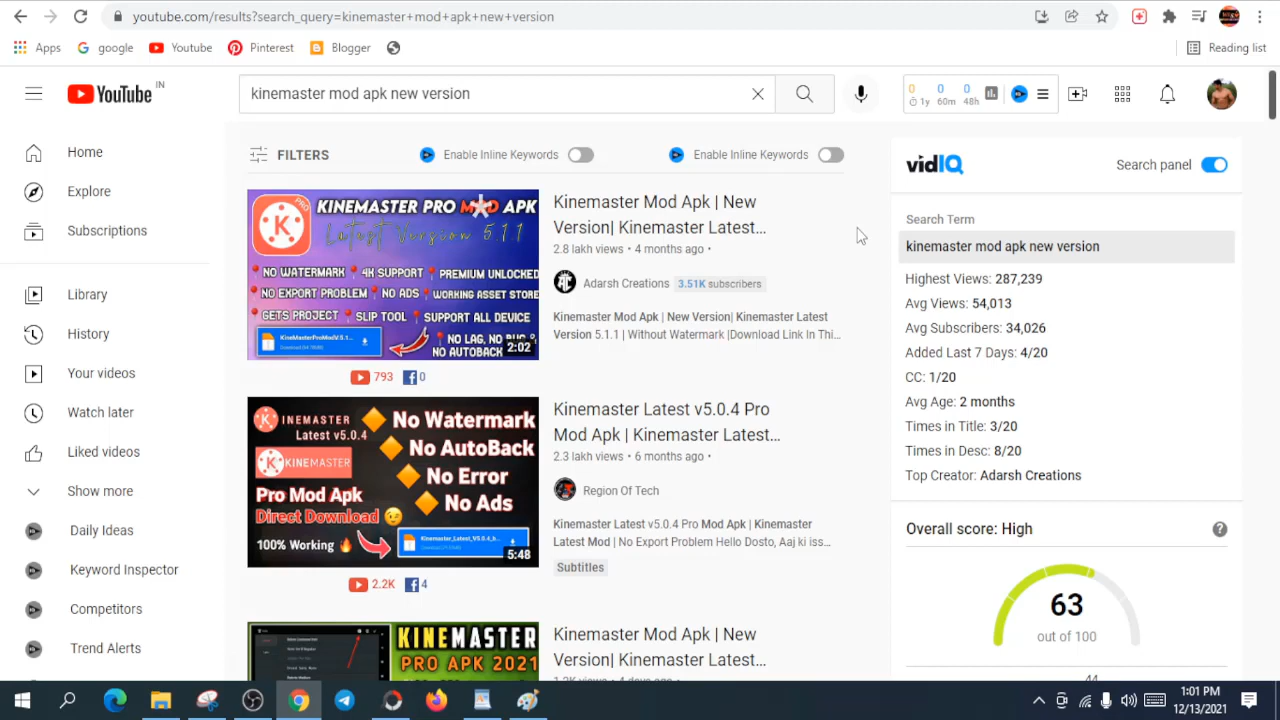 youtube.com/results?search_query=kinemaster+mod+apk+new+version
Apps
google
Youtube
Pinterest
Blogger
Reading list
YouTube IN
kinemaster mod apk new version
0 0 0
1y 60m 48h
FILTERS
Enable Inline Keywords
Enable Inline Keywords
Home
Explore
Subscriptions
Library
History
Your videos
Watch later
Liked videos
Show more
Daily Ideas
Keyword Inspector
Competitors
Trend Alerts
KINEMASTER PRO MOD APK
Latest Version 5.1.1
NO WATERMARK 4K SUPPORT PREMIUM UNLOCKED
NO EXPORT PROBLEM NO ADS WORKING ASSET STORE
GETS PROJECT SLIP TOOL SUPPORT ALL DEVICE
NO LAG, NO BUG
NO AUTOBACK
2:02
793 0
Kinemaster Mod Apk | New
Version| Kinemaster Latest...
2.8 lakh views • 4 months ago •
Adarsh Creations 3.51K subscribers
Kinemaster Mod Apk | New Version| Kinemaster Latest
Version 5.1.1 | Without Watermark|Download Link In Thi...
INEMASTER
Latest v5.0.4
KINEMASTER
Pro Mod Apk
Direct Download
100% Working
No Watermark
No AutoBack
No Error
No Ads
5:48
2.2K 4
Kinemaster Latest v5.0.4 Pro
Mod Apk | Kinemaster Latest...
2.3 lakh views • 6 months ago •
Region Of Tech
Kinemaster Latest v5.0.4 Pro Mod Apk | Kinemaster
Latest Mod | No Export Problem Hello Dosto, Aaj ki iss...
Subtitles
KINEMASTER
PRO APK 2021
Kinemaster Mod Apk New
version| Kinemaster Latest...
vidIQ
Search panel
Search Term
kinemaster mod apk new version
Highest Views: 287,239
Avg Views: 54,013
Avg Subscribers: 34,026
Added Last 7 Days: 4/20
CC: 1/20
Avg Age: 2 months
Times in Title: 3/20
Times in Desc: 8/20
Top Creator: Adarsh Creations
Overall score: High
63
out of 100
1:01 PM
12/13/2021